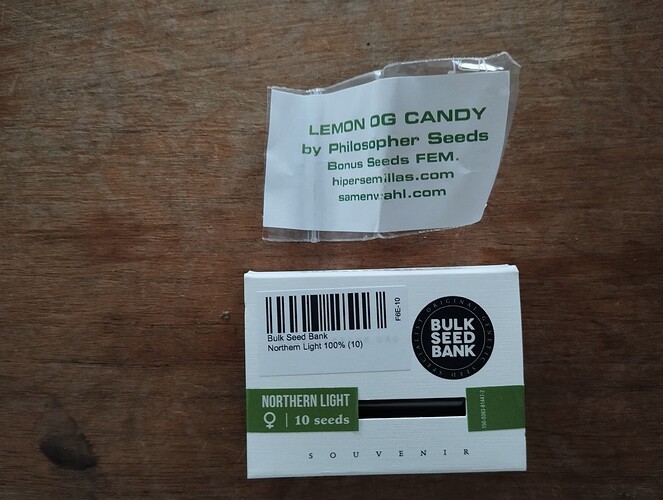 LEMON OG CANDY
by Philosopher Seeds
Bonus Seeds FEM.
hipersemillas.com
samenwahl.com
F6E-10
Bulk Seed Bank
Northern Light 100% (10)
BULK
SEED
BANK
NORTHERN LIGHT
♀ | 10 seeds
SOUVENIR